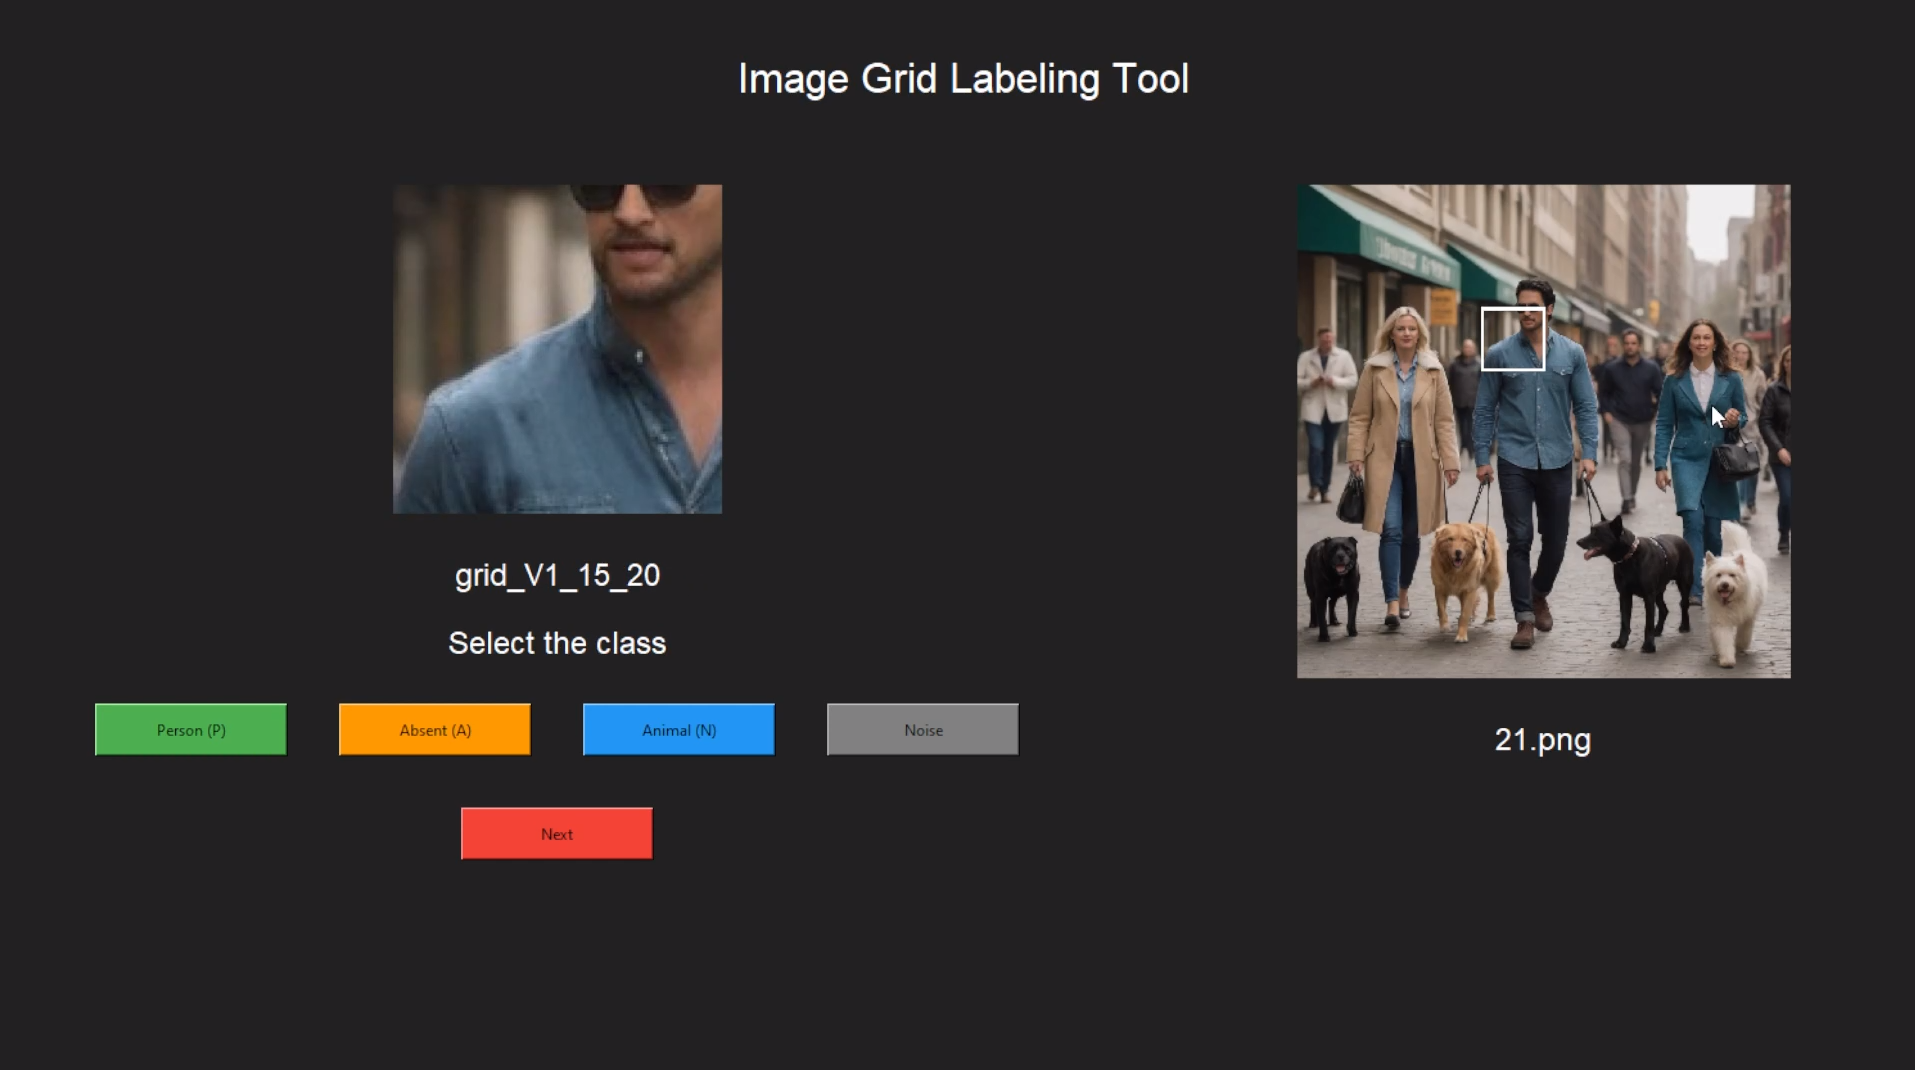 Image Grid Labeling Tool
grid_V1_15_20
Select the class
Person (P)
Absent (A)
Animal (N)
Noise
Next
21.png